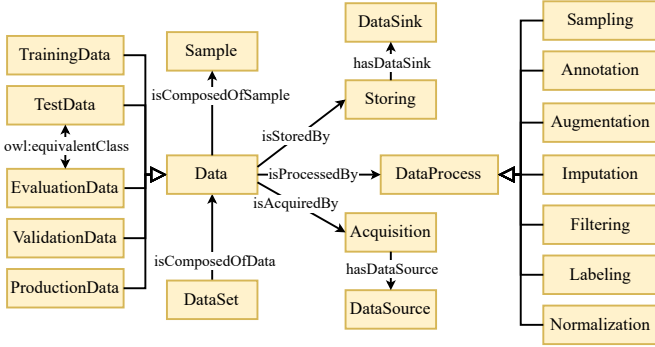 TrainingData
TestData
owl:equivalentClass
EvaluationData
ValidationData
ProductionData
Sample
isComposedOfSample
Data
isComposedOfData
DataSet
DataSink
hasDataSink
Storing
isStoredBy
isProcessedBy
isAcquiredBy
DataProcess
Acquisition
hasDataSource
DataSource
Sampling
Annotation
Augmentation
Imputation
Filtering
Labeling
Normalization